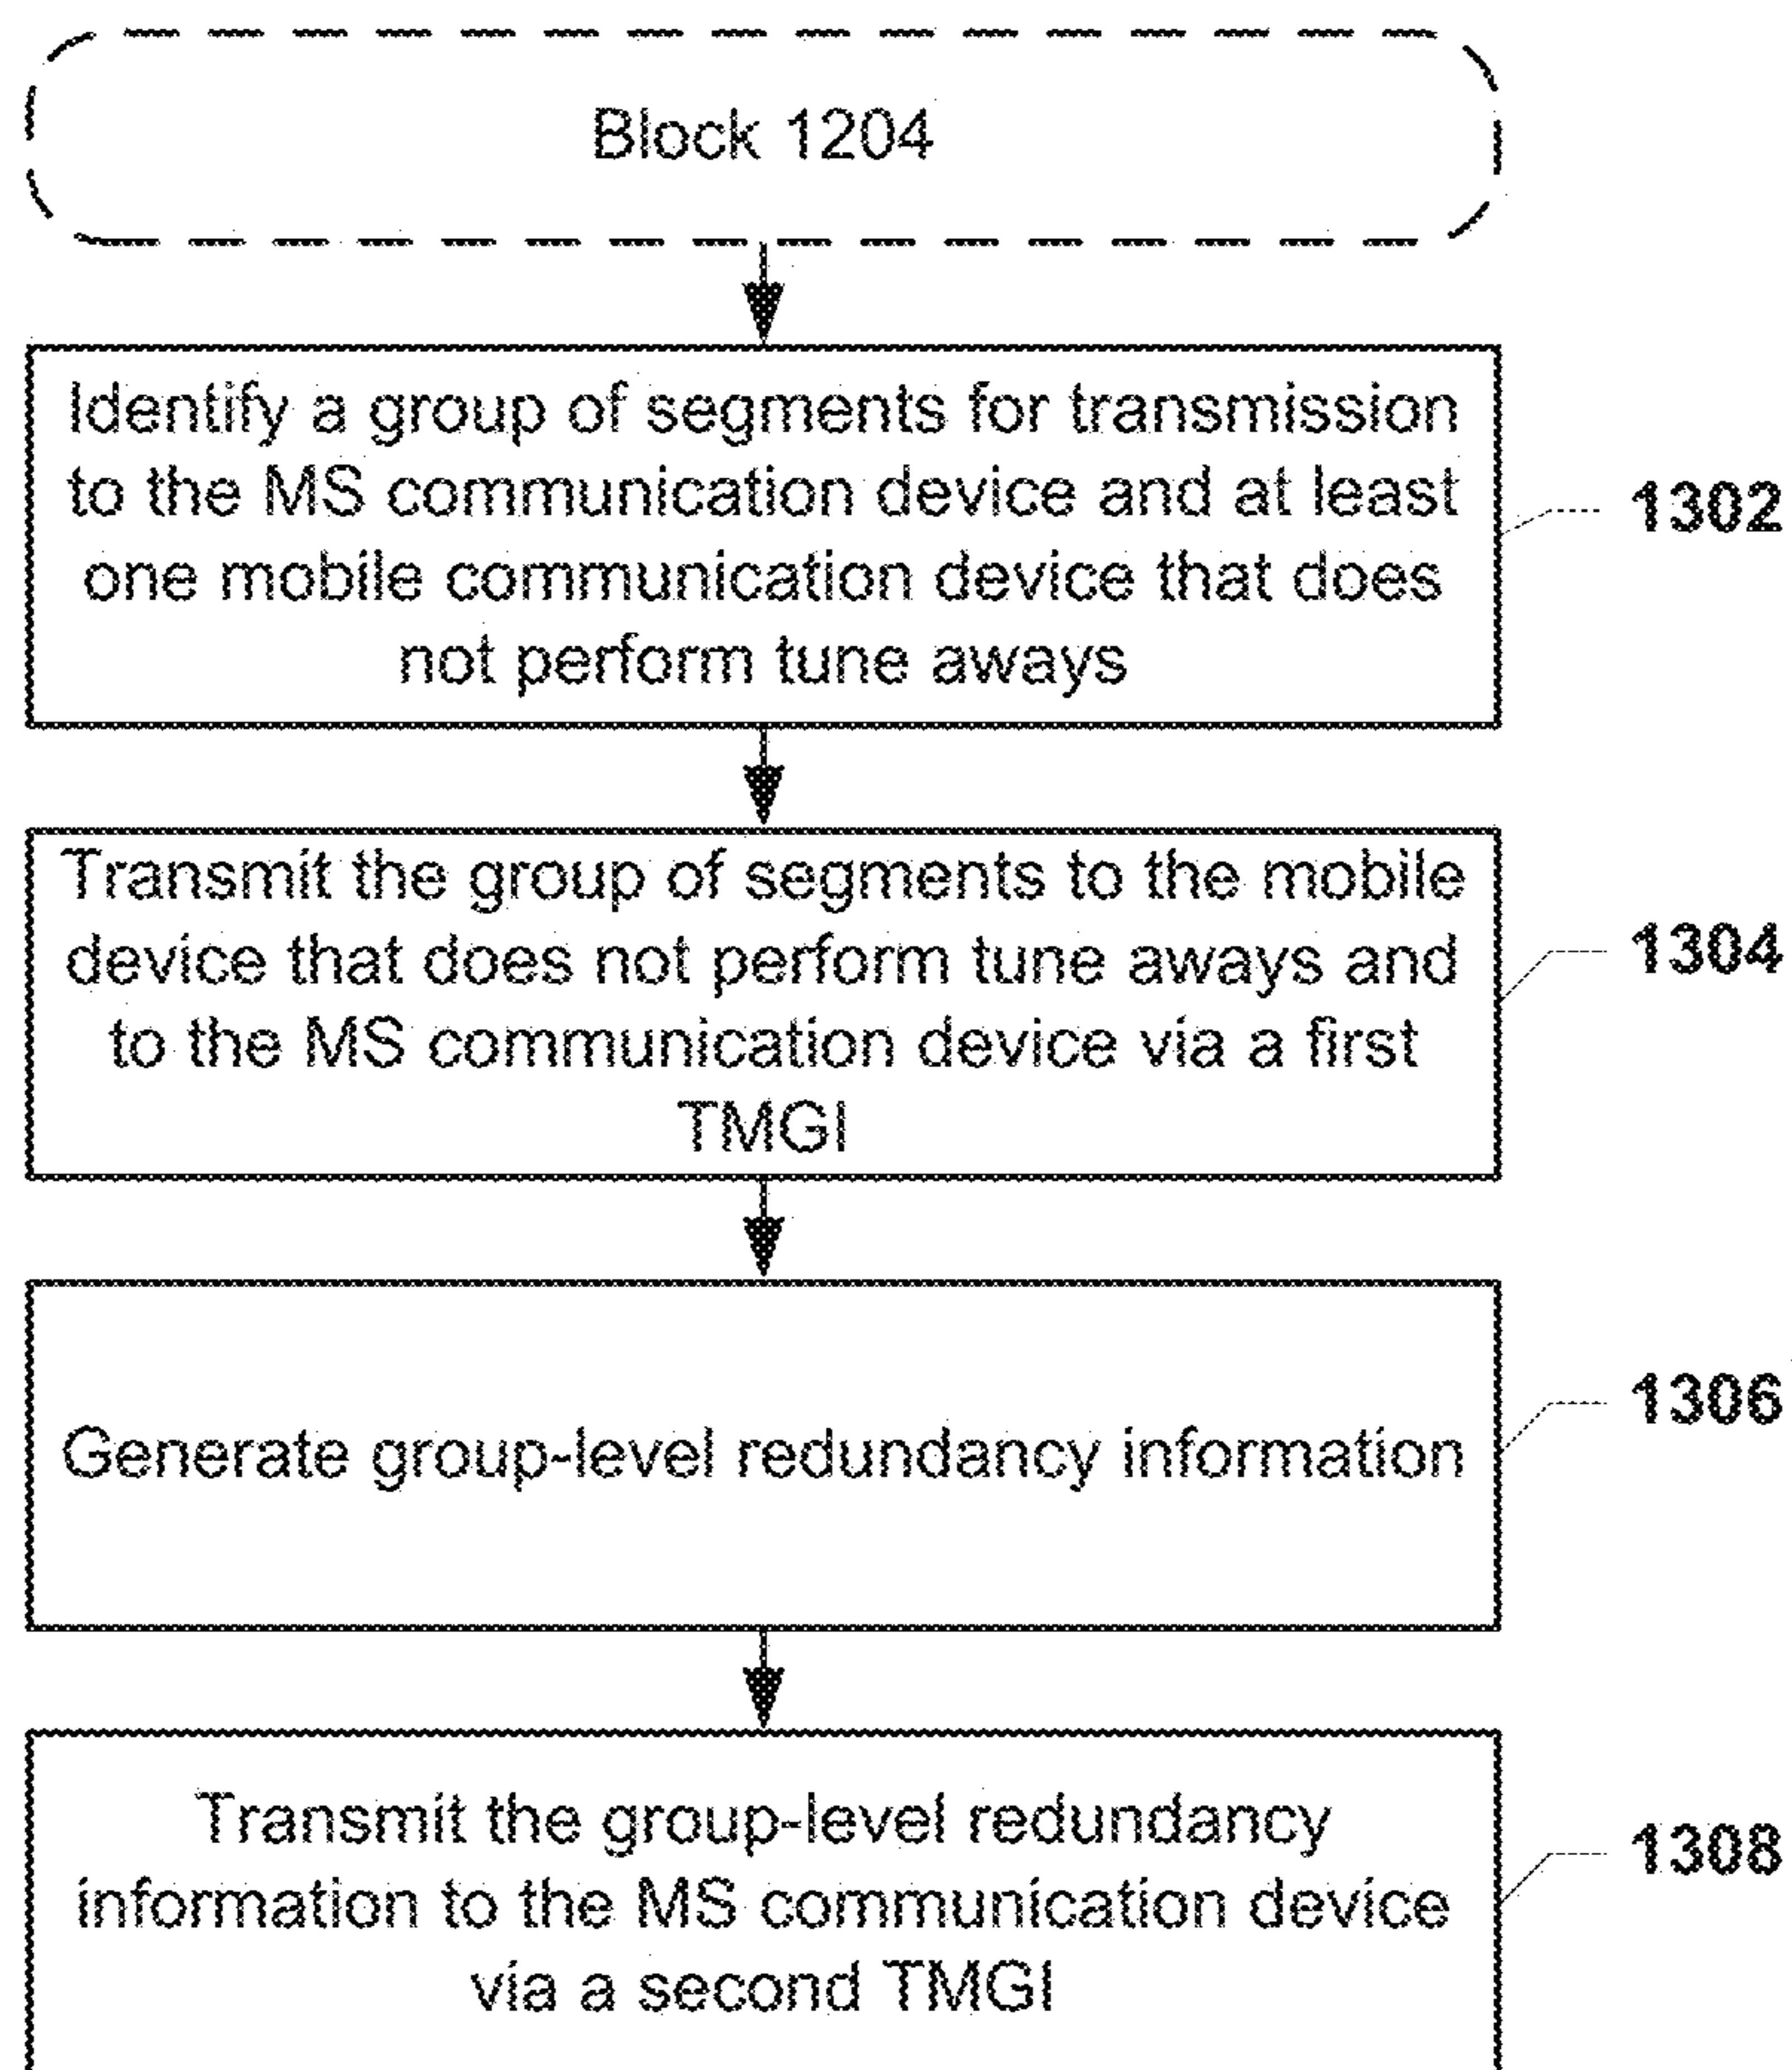 Block 1204
Identify a group of segments for transmission
to the MS communication device and at least
one mobile communication device that does
not perform tune aways
1302
Transmit the group of segments to the mobile
device that does not perform tune aways and
to the MS communication device via a first
TMGI
1304
Generate group-level redundancy information
1306
Transmit the group-level redundancy
information to the MS communication device
via a second TMGI
1308